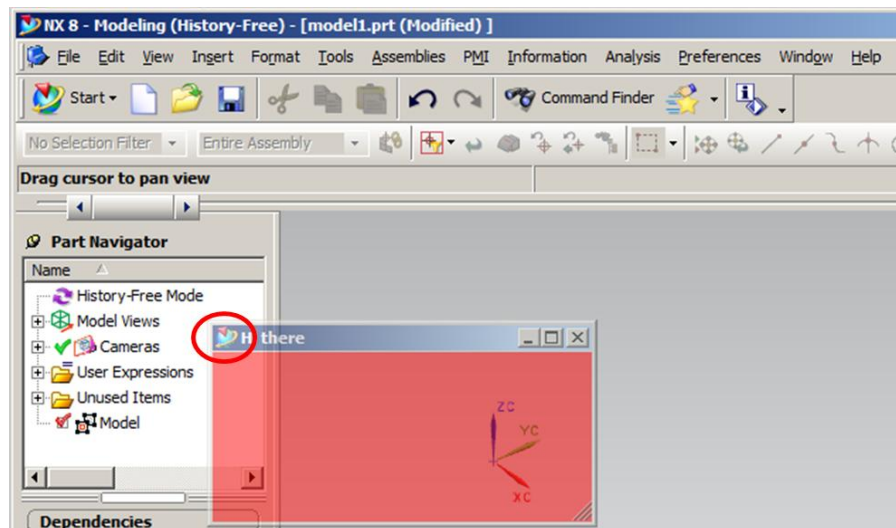 NX 8 - Modeling (History-Free) - [model1.prt (Modified) ]
File Edit View Insert Format Tools Assemblies PMI Information Analysis Preferences Window Help
Start Command Finder
No Selection Filter Entire Assembly
Drag cursor to pan view
Part Navigator
Name
History-Free Mode
Model Views
Cameras
User Expressions
Unused Items
Model
Hi there
ZC
YC
XC
Dependencies